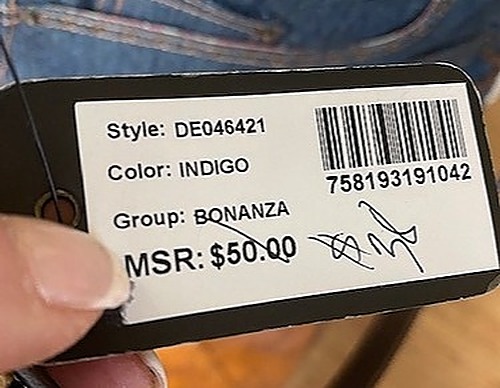 Style: DE046421
Color: INDIGO
758193191042
Group: BONANZA
MSR: $50.00